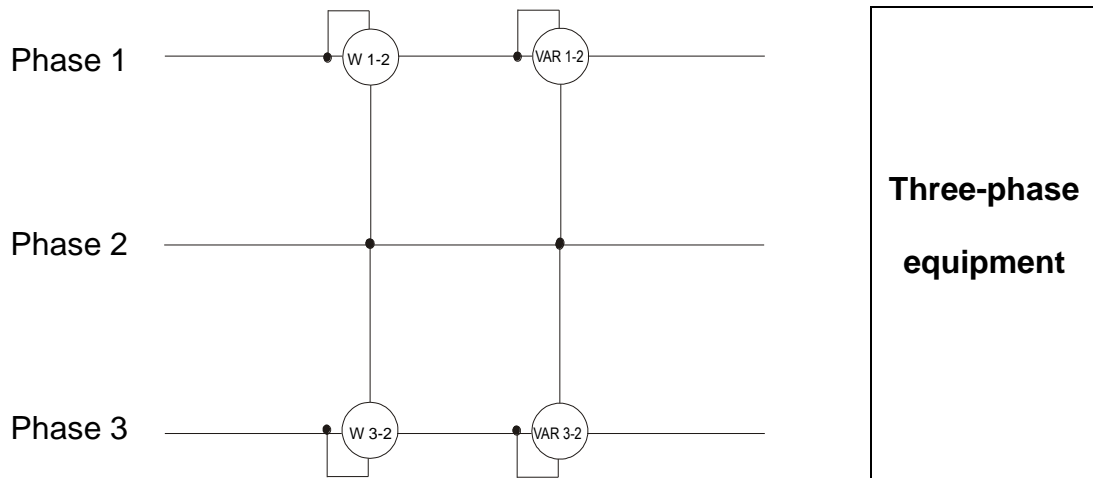 Phase 1
W 1-2
VAR 1-2
Three-phase
Phase 2
equipment
Phase 3
W 3-2
VAR 3-2